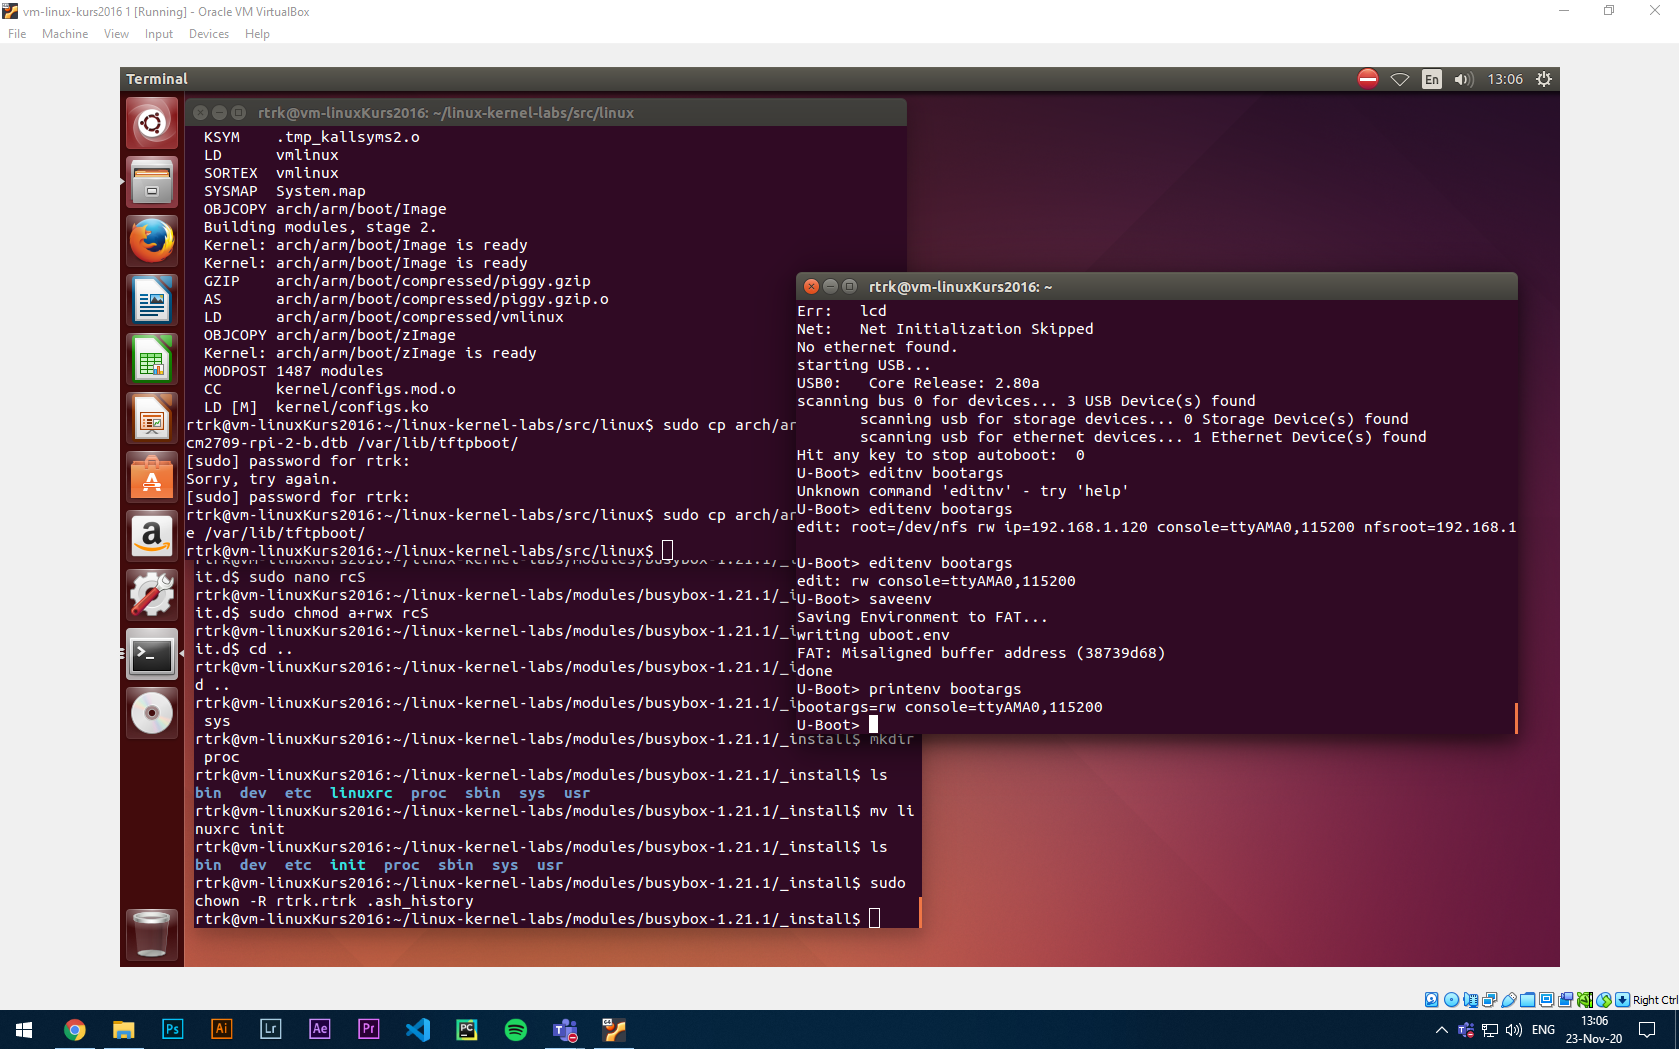 vm-linux-kurs2016 1 [Running] - Oracle VM VirtualBox
File Machine View Input Devices Help
Terminal
En
13:06
rtrk@vm-linuxKurs2016: ~/linux-kernel-labs/src/linux
KSYM .tmp_kallsyms2.o
LD vmlinux
SORTEX vmlinux
SYSMAP System.map
OBJCOPY arch/arm/boot/Image
Building modules, stage 2.
Kernel: arch/arm/boot/Image is ready
Kernel: arch/arm/boot/Image is ready
GZIP arch/arm/boot/compressed/piggy.gzip
AS arch/arm/boot/compressed/piggy.gzip.o
LD arch/arm/boot/compressed/vmlinux
OBJCOPY arch/arm/boot/zImage
Kernel: arch/arm/boot/zImage is ready
MODPOST 1487 modules
CC kernel/configs.mod.o
LD [M] kernel/configs.ko
rtrk@vm-linuxKurs2016:~/linux-kernel-labs/src/linux$ sudo cp arch/ar
cm2709-rpi-2-b.dtb /var/lib/tftpboot/
[sudo] password for rtrk:
Sorry, try again.
[sudo] password for rtrk:
rtrk@vm-linuxKurs2016:~/linux-kernel-labs/src/linux$ sudo cp arch/ar
e /var/lib/tftpboot/
rtrk@vm-linuxKurs2016:~/linux-kernel-labs/src/linux$
rtrk@vm-linuxKurs2016:~/linux-kernel-labs/modules/busybox-1.21.1/_i
it.d$ sudo nano rcS
rtrk@vm-linuxKurs2016:~/linux-kernel-labs/modules/busybox-1.21.1/_i
it.d$ sudo chmod a+rwx rcS
rtrk@vm-linuxKurs2016:~/linux-kernel-labs/modules/busybox-1.21.1/_i
it.d$ cd ..
rtrk@vm-linuxKurs2016:~/linux-kernel-labs/modules/busybox-1.21.1/_i
d ..
rtrk@vm-linuxKurs2016:~/linux-kernel-labs/modules/busybox-1.21.1/_i
sys
rtrk@vm-linuxKurs2016:~/linux-kernel-labs/modules/busybox-1.21.1/_install$ mkdir
proc
rtrk@vm-linuxKurs2016:~/linux-kernel-labs/modules/busybox-1.21.1/_install$ ls
bin dev etc linuxrc proc sbin sys usr
rtrk@vm-linuxKurs2016:~/linux-kernel-labs/modules/busybox-1.21.1/_install$ mv li
nuxrc init
rtrk@vm-linuxKurs2016:~/linux-kernel-labs/modules/busybox-1.21.1/_install$ ls
bin dev etc init proc sbin sys usr
rtrk@vm-linuxKurs2016:~/linux-kernel-labs/modules/busybox-1.21.1/_install$ sudo
chown -R rtrk.rtrk .ash_history
rtrk@vm-linuxKurs2016:~/linux-kernel-labs/modules/busybox-1.21.1/_install$
rtrk@vm-linuxKurs2016: ~
Err: lcd
Net: Net Initialization Skipped
No ethernet found.
starting USB...
USB0: Core Release: 2.80a
scanning bus 0 for devices... 3 USB Device(s) found
scanning usb for storage devices... 0 Storage Device(s) found
scanning usb for ethernet devices... 1 Ethernet Device(s) found
Hit any key to stop autoboot: 0
U-Boot> editnv bootargs
Unknown command 'editnv' - try 'help'
U-Boot> editenv bootargs
edit: root=/dev/nfs rw ip=192.168.1.120 console=ttyAMA0,115200 nfsroot=192.168.1
U-Boot> editenv bootargs
edit: rw console=ttyAMA0,115200
U-Boot> saveenv
Saving Environment to FAT...
writing uboot.env
FAT: Misaligned buffer address (38739d68)
done
U-Boot> printenv bootargs
bootargs=rw console=ttyAMA0,115200
U-Boot>
Right Ctrl
Ps Ai Lr Ae Pr PC
ENG
13:06
23-Nov-20